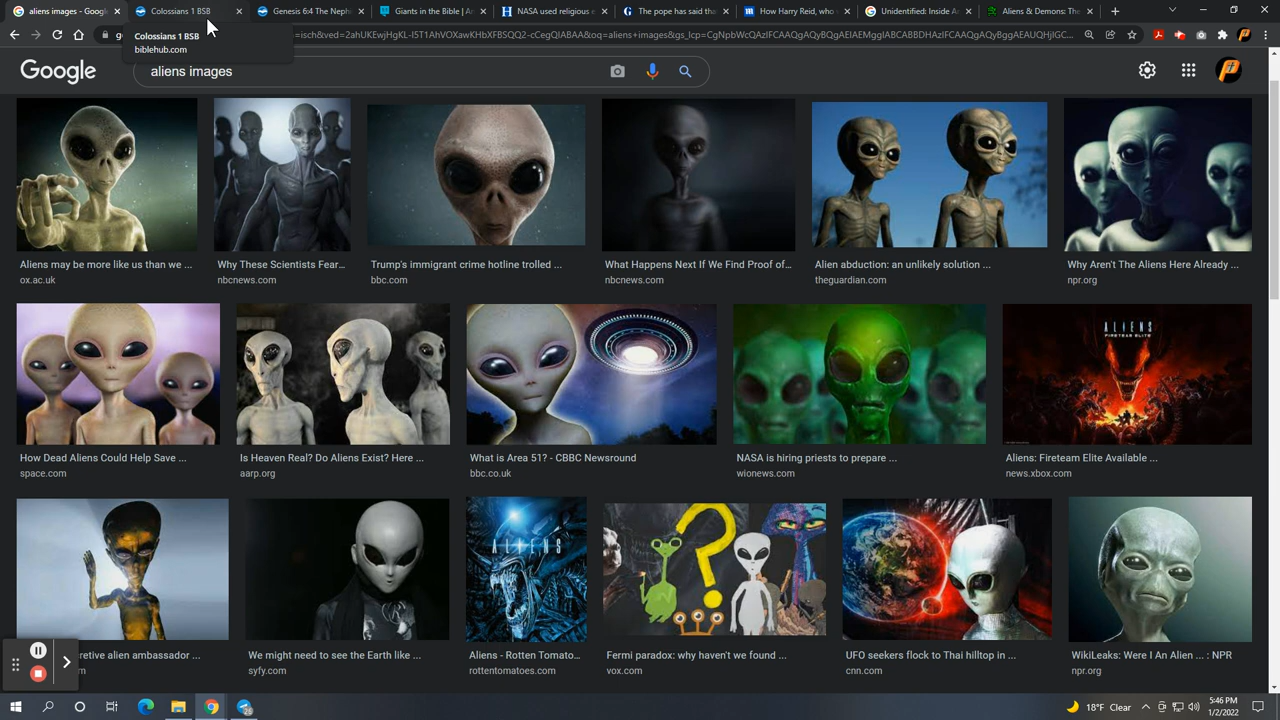 aliens images - Goog
Colossians 1 BSB
Genesis 6:4 The Neph
Giants in the Bible | An
NASA used religious e
The pope has said tha
How Harry Reid, who
Unidentified: Inside A
Aliens & Demons: The
Colossians 1 BSB
biblehub.com
Google
aliens images
Aliens may be more like us than we ...
ox.ac.uk
Why These Scientists Fear...
nbcnews.com
Trump's immigrant crime hotline trolled ...
bbc.com
What Happens Next If We Find Proof of...
nbcnews.com
Alien abduction: an unlikely solution ...
theguardian.com
Why Aren't The Aliens Here Already ...
npr.org
ALIENS
FIRETEAM ELITE
How Dead Aliens Could Help Save ...
space.com
Is Heaven Real? Do Aliens Exist? Here ...
aarp.org
What is Area 51? - CBBC Newsround
bbc.co.uk
NASA is hiring priests to prepare ...
wionews.com
Aliens: Fireteam Elite Available ...
news.xbox.com
ALIENS
?
retive alien ambassador ...
We might need to see the Earth like ...
syfy.com
Aliens - Rotten Tomato...
rottentomatoes.com
Fermi paradox: why haven't we found ...
vox.com
UFO seekers flock to Thai hilltop in ...
cnn.com
WikiLeaks: Were I An Alien ... : NPR
npr.org
18°F Clear
5:46 PM
1/2/2022